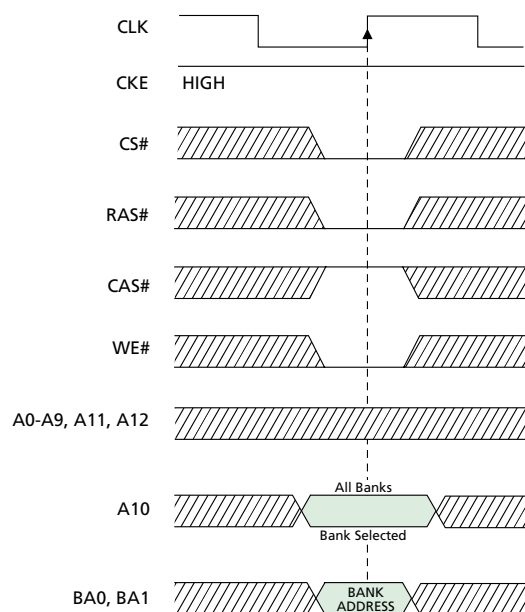 CLK
CKE HIGH
CS#
RAS#
CAS#
WE#
A0-A9, A11, A12
All Banks
A10
Bank Selected
BA0, BA1
BANK
ADDRESS